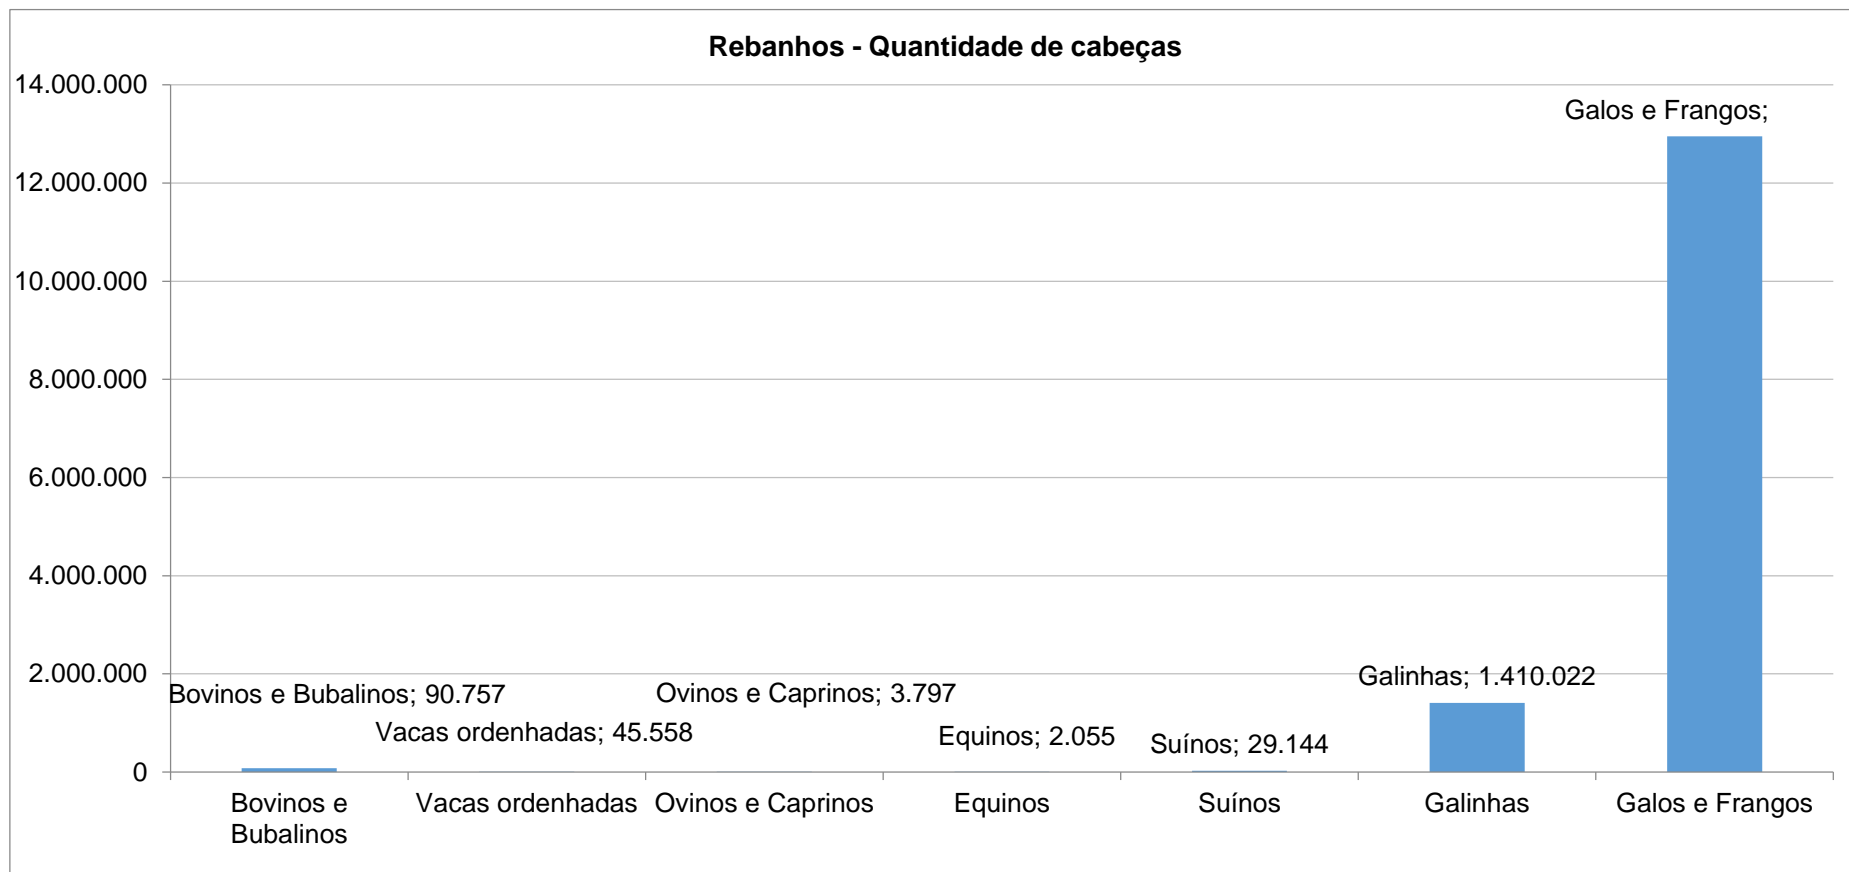 Rebanhos - Quantidade de cabeças
14.000.000
12.000.000
10.000.000
8.000.000
6.000.000
4.000.000
2.000.000
0
Galos e Frangos;
Galinhas; 1.410.022
Bovinos e Bubalinos; 90.757
Ovinos e Caprinos; 3.797
Vacas ordenhadas; 45.558
Equinos; 2.055
Suínos; 29.144
Bovinos e
Bubalinos
Vacas ordenhadas
Ovinos e Caprinos
Equinos
Suínos
Galinhas
Galos e Frangos